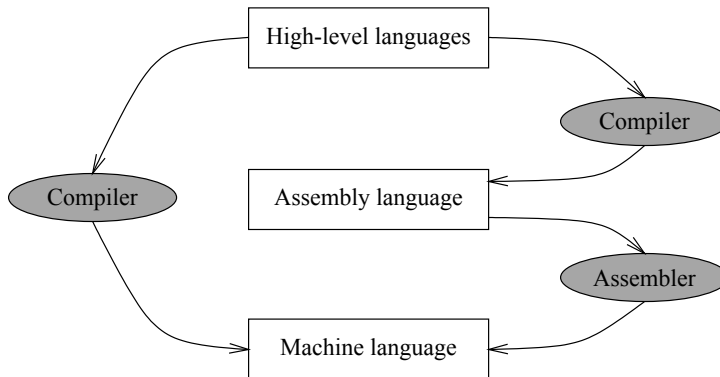 High-level languages
Compiler
Compiler
Assembly language
Assembler
Machine language